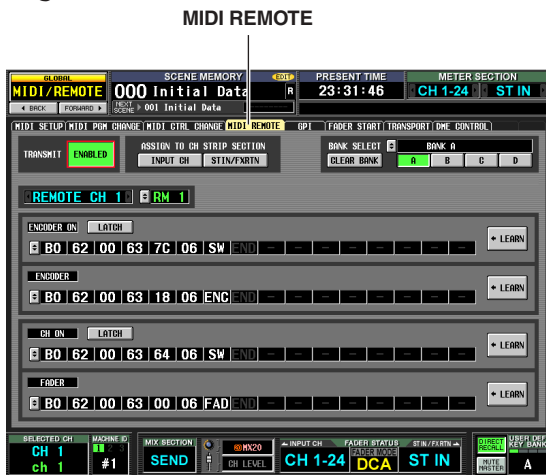 MIDI REMOTE
GLOBAL SCENE MEMORY EDIT PRESENT TIME METER SECTION
MIDI/REMOTE 000 Initial Data R 23:31:46 CH 1-24 ST IN
BACK FORWARD NEXT SCENE 001 Initial Data
MIDI SETUP MIDI PGM CHANGE MIDI CTRL CHANGE MIDI REMOTE GPI FADER START TRANSPORT DME CONTROL
TRANSMIT ENABLED ASSIGN TO CH STRIP SECTION BANK SELECT BANK A
INPUT CH STIN/FXRTN CLEAR BANK A B C D
REMOTE CH 1 RM 1
ENCODER ON LATCH
B0 62 00 63 7C 06 SW END - - - - - - - - LEARN
ENCODER
B0 62 00 63 18 06 ENC END - - - - - - - - LEARN
CH ON LATCH
B0 62 00 63 64 06 SW END - - - - - - - - LEARN
FADER
B0 62 00 63 00 06 FAD END - - - - - - - - LEARN
SELECTED CH MACHINE ID MIX SECTION MX20 INPUT CH FADER STATUS STIN/FXRTN DIRECT RECALL USER DEF
CH 1 1 2 3 SEND CH LEVEL CH 1-24 FADER MODE DCA ST IN KEY BANK
ch 1 #1 MUTE MASTER A